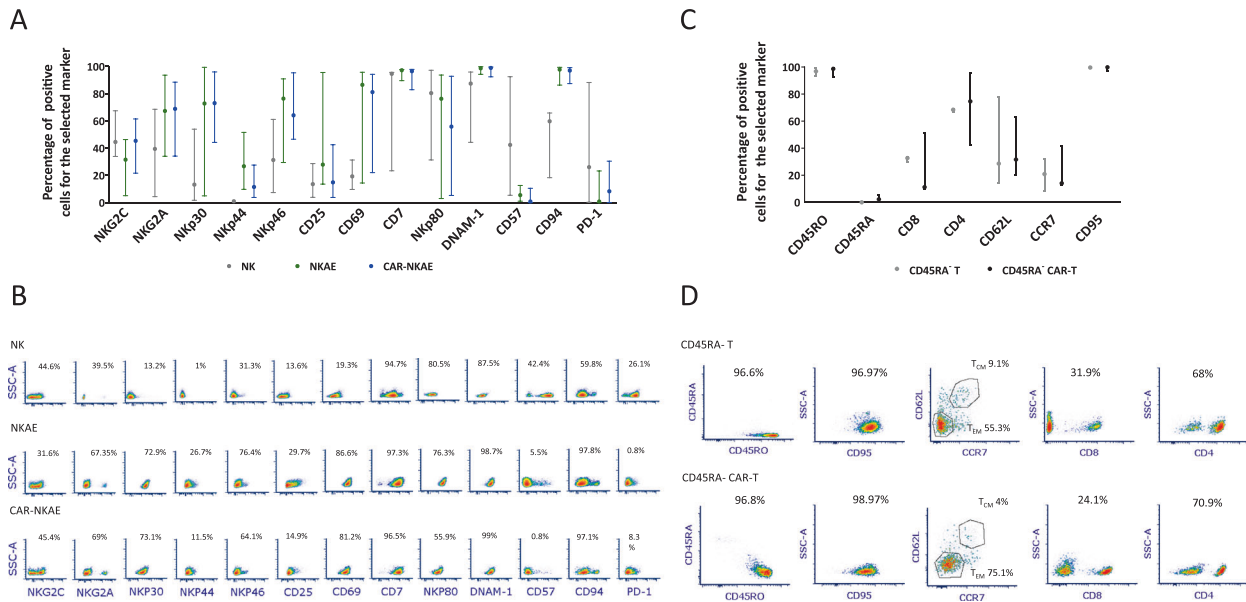 A
Percentage of positive
cells for the selected marker
100
80
60
40
20
0
NKG2C
NKG2A
NKp30
NKp44
NKp46
CD25
CD69
CD7
NKp80
DNAM-1
CD57
CD94
PD-1
NK
NKAE
CAR-NKAE
C
Percentage of positive
cells for the selected marker
100
80
60
40
20
0
CD45RO
CD45RA
CD8
CD4
CD62L
CCR7
CD95
CD45RA⁻ T
CD45RA⁻ CAR-T
B
NK
SSC-A
44.6% 39.5% 13.2% 1% 31.3% 13.6% 19.3% 94.7% 80.5% 87.5% 42.4% 59.8% 26.1%
NKAE
SSC-A
31.6% 67.35% 72.9% 26.7% 76.4% 29.7% 86.6% 97.3% 76.3% 98.7% 5.5% 97.8% 0.8%
CAR-NKAE
SSC-A
45.4% 69% 73.1% 11.5% 64.1% 14.9% 81.2% 96.5% 55.9% 99% 0.8% 97.1% 8.3
%
NKG2C NKG2A NKP30 NKP44 NKP46 CD25 CD69 CD7 NKP80 DNAM-1 CD57 CD94 PD-1
D
CD45RA- T
96.6% 96.97% TCM 9.1% 31.9% 68%
TEM 55.3%
CD45RA SSC-A CD62L SSC-A SSC-A
CD45RO CD95 CCR7 CD8 CD4
CD45RA- CAR-T
96.8% 98.97% TCM 4% 24.1% 70.9%
TEM 75.1%
CD45RA SSC-A CD62L SSC-A SSC-A
CD45RO CD95 CCR7 CD8 CD4